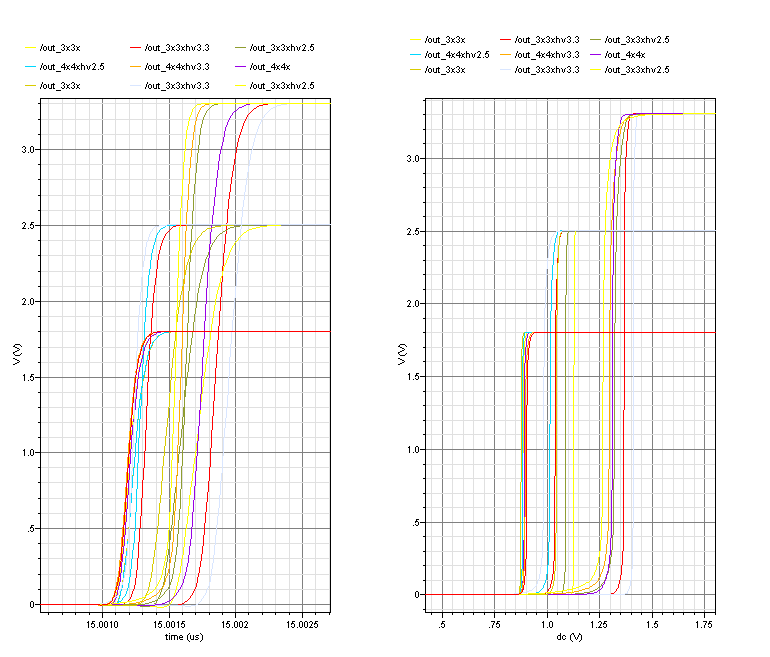 /out_3x3x /out_3x3xhv3.3 /out_3x3xhv2.5
/out_4x4xhv2.5 /out_4x4xhv3.3 /out_4x4x
/out_3x3x /out_3x3xhv3.3 /out_3x3xhv2.5
3.0
2.5
2.0
1.5
1.0
.5
0
V (V)
15.0010 15.0015 15.002 15.0025
time (us)
/out_3x3x /out_3x3xhv3.3 /out_3x3xhv2.5
/out_4x4xhv2.5 /out_4x4xhv3.3 /out_4x4x
/out_3x3x /out_3x3xhv3.3 /out_3x3xhv2.5
3.0
2.5
2.0
1.5
1.0
.5
0
V (V)
.5 .75 1.0 1.25 1.5 1.75
dc (V)